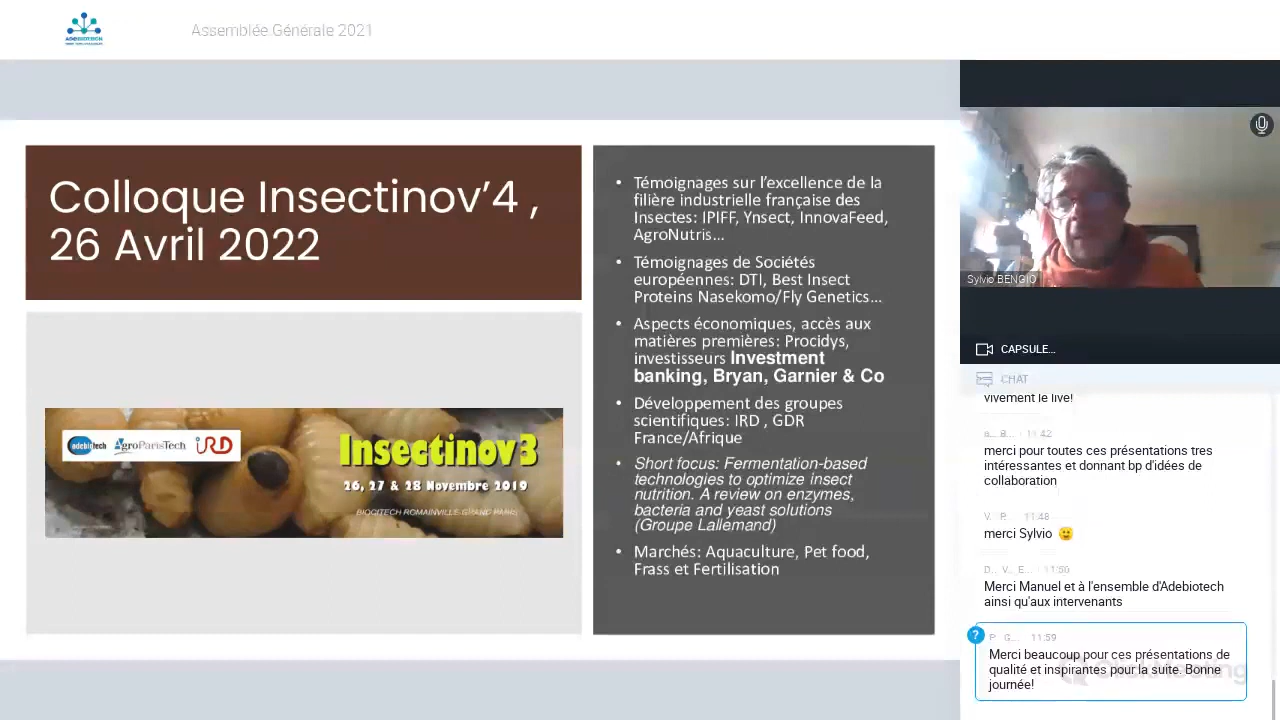 ADEBIOTECH
Assemblée Générale 2021
Colloque Insectinov’4 ,
26 Avril 2022
adebiotech
AgroParisTech
iRD
Insectinov3
26, 27 & 28 Novembre 2019
BIOCITECH ROMAINVILLE-GRAND PARIS
• Témoignages sur l’excellence de la
filière industrielle française des
Insectes: IPIFF, Ynsect, InnovaFeed,
AgroNutris…
• Témoignages de Sociétés
européennes: DTI, Best Insect
Proteins Nasekomo/Fly Genetics…
• Aspects économiques, accès aux
matières premières: Procidys,
investisseurs Investment
banking, Bryan, Garnier & Co
• Développement des groupes
scientifiques: IRD , GDR
France/Afrique
• Short focus: Fermentation-based
technologies to optimize insect
nutrition. A review on enzymes,
bacteria and yeast solutions
(Groupe Lallemand)
• Marchés: Aquaculture, Pet food,
Frass et Fertilisation
Sylvio BENGIO
CAPSULE...
CHAT
vivement le live!
a... B... 11:42
merci pour toutes ces présentations tres
intéressantes et donnant bp d'idées de
collaboration
V. P. 11:48
merci Sylvio 🙂
D... V... E... 11:50
Merci Manuel et à l'ensemble d'Adebiotech
ainsi qu'aux intervenants
? P. G... 11:59
Merci beaucoup pour ces présentations de
qualité et inspirantes pour la suite. Bonne
journée!
ClickMeeting